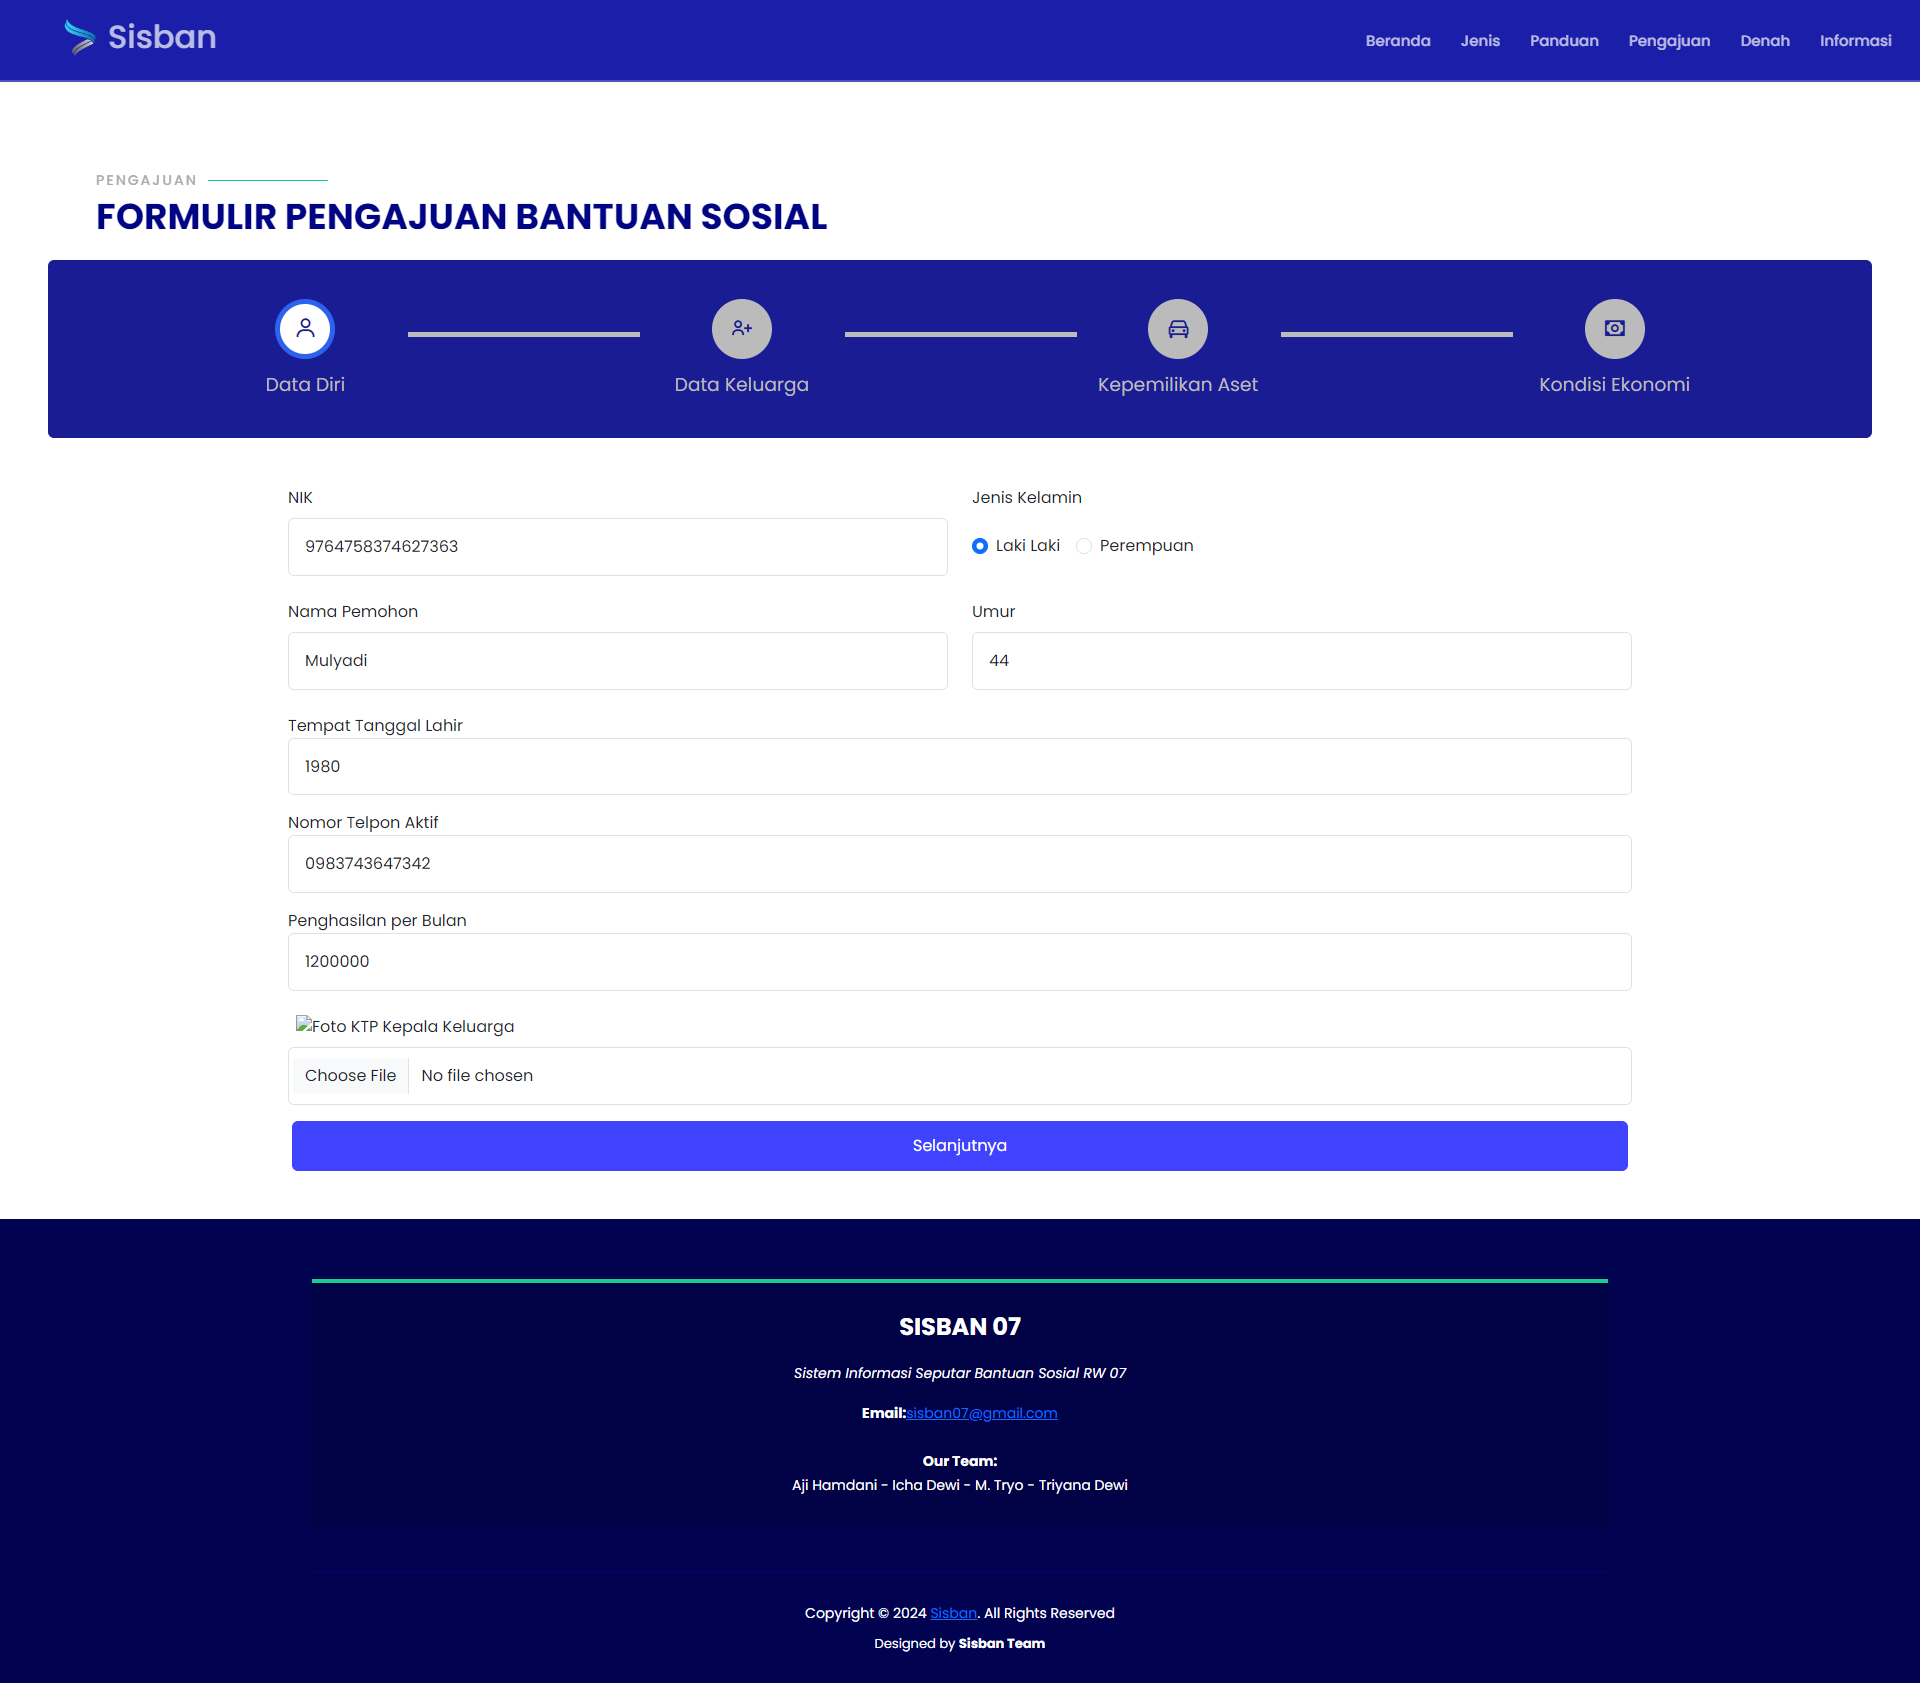 Sisban
Beranda Jenis Panduan Pengajuan Denah Informasi
PENGAJUAN
FORMULIR PENGAJUAN BANTUAN SOSIAL
Data Diri Data Keluarga Kepemilikan Aset Kondisi Ekonomi
NIK
9764758374627363
Jenis Kelamin
Laki Laki Perempuan
Nama Pemohon
Mulyadi
Umur
44
Tempat Tanggal Lahir
1980
Nomor Telpon Aktif
0983743647342
Penghasilan per Bulan
1200000
Foto KTP Kepala Keluarga
Choose File No file chosen
Selanjutnya
SISBAN 07
Sistem Informasi Seputar Bantuan Sosial RW 07
Email:sisban07@gmail.com
Our Team:
Aji Hamdani - Icha Dewi - M. Tryo - Triyana Dewi
Copyright © 2024 Sisban. All Rights Reserved
Designed by Sisban Team